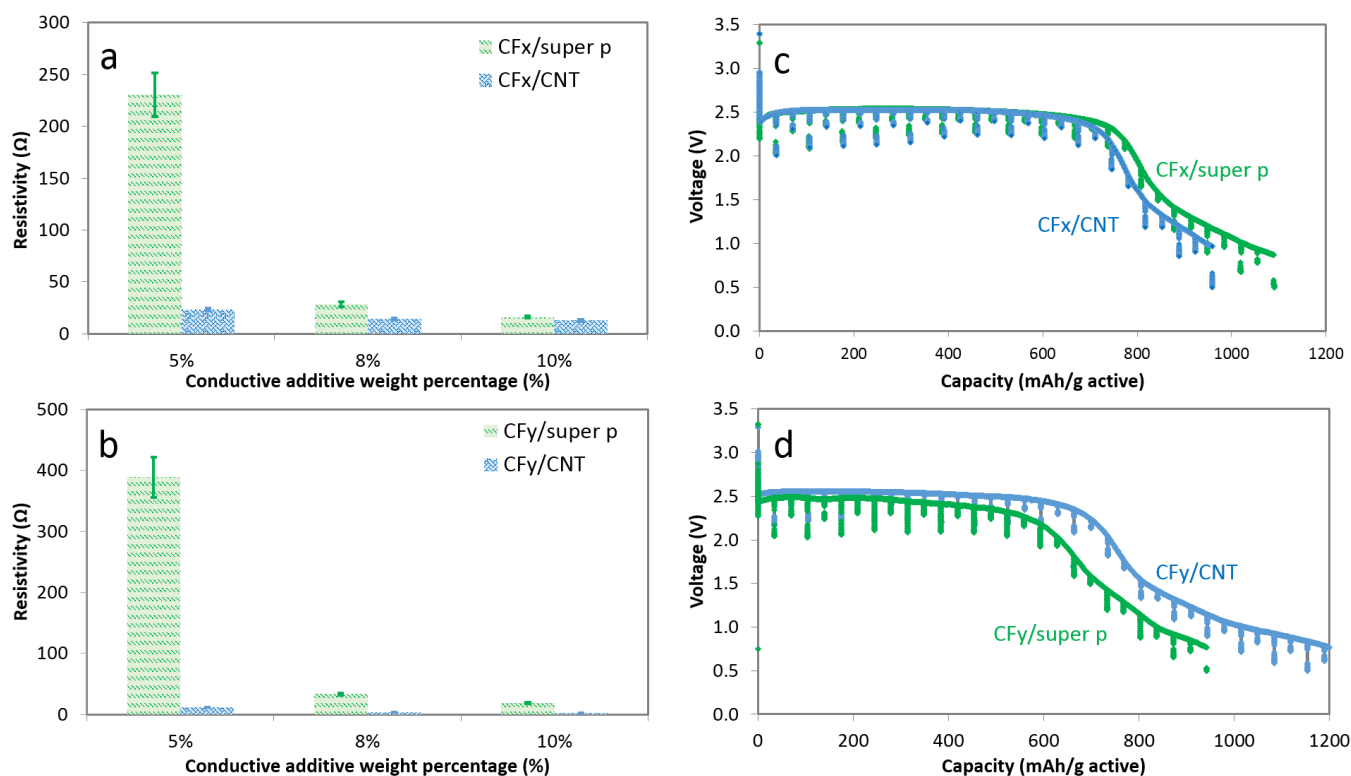 a
CFx/super p
CFx/CNT
300
250
200
150
100
50
0
Resistivity (Ω)
5%
8%
10%
Conductive additive weight percentage (%)
c
3.5
3.0
2.5
2.0
1.5
1.0
0.5
0.0
Voltage (V)
CFx/super p
CFx/CNT
0
200
400
600
800
1000
1200
Capacity (mAh/g active)
b
CFy/super p
CFy/CNT
500
400
300
200
100
0
Resistivity (Ω)
5%
8%
10%
Conductive additive weight percentage (%)
d
3.5
3.0
2.5
2.0
1.5
1.0
0.5
0.0
Voltage (V)
CFy/CNT
CFy/super p
0
200
400
600
800
1000
1200
Capacity (mAh/g active)